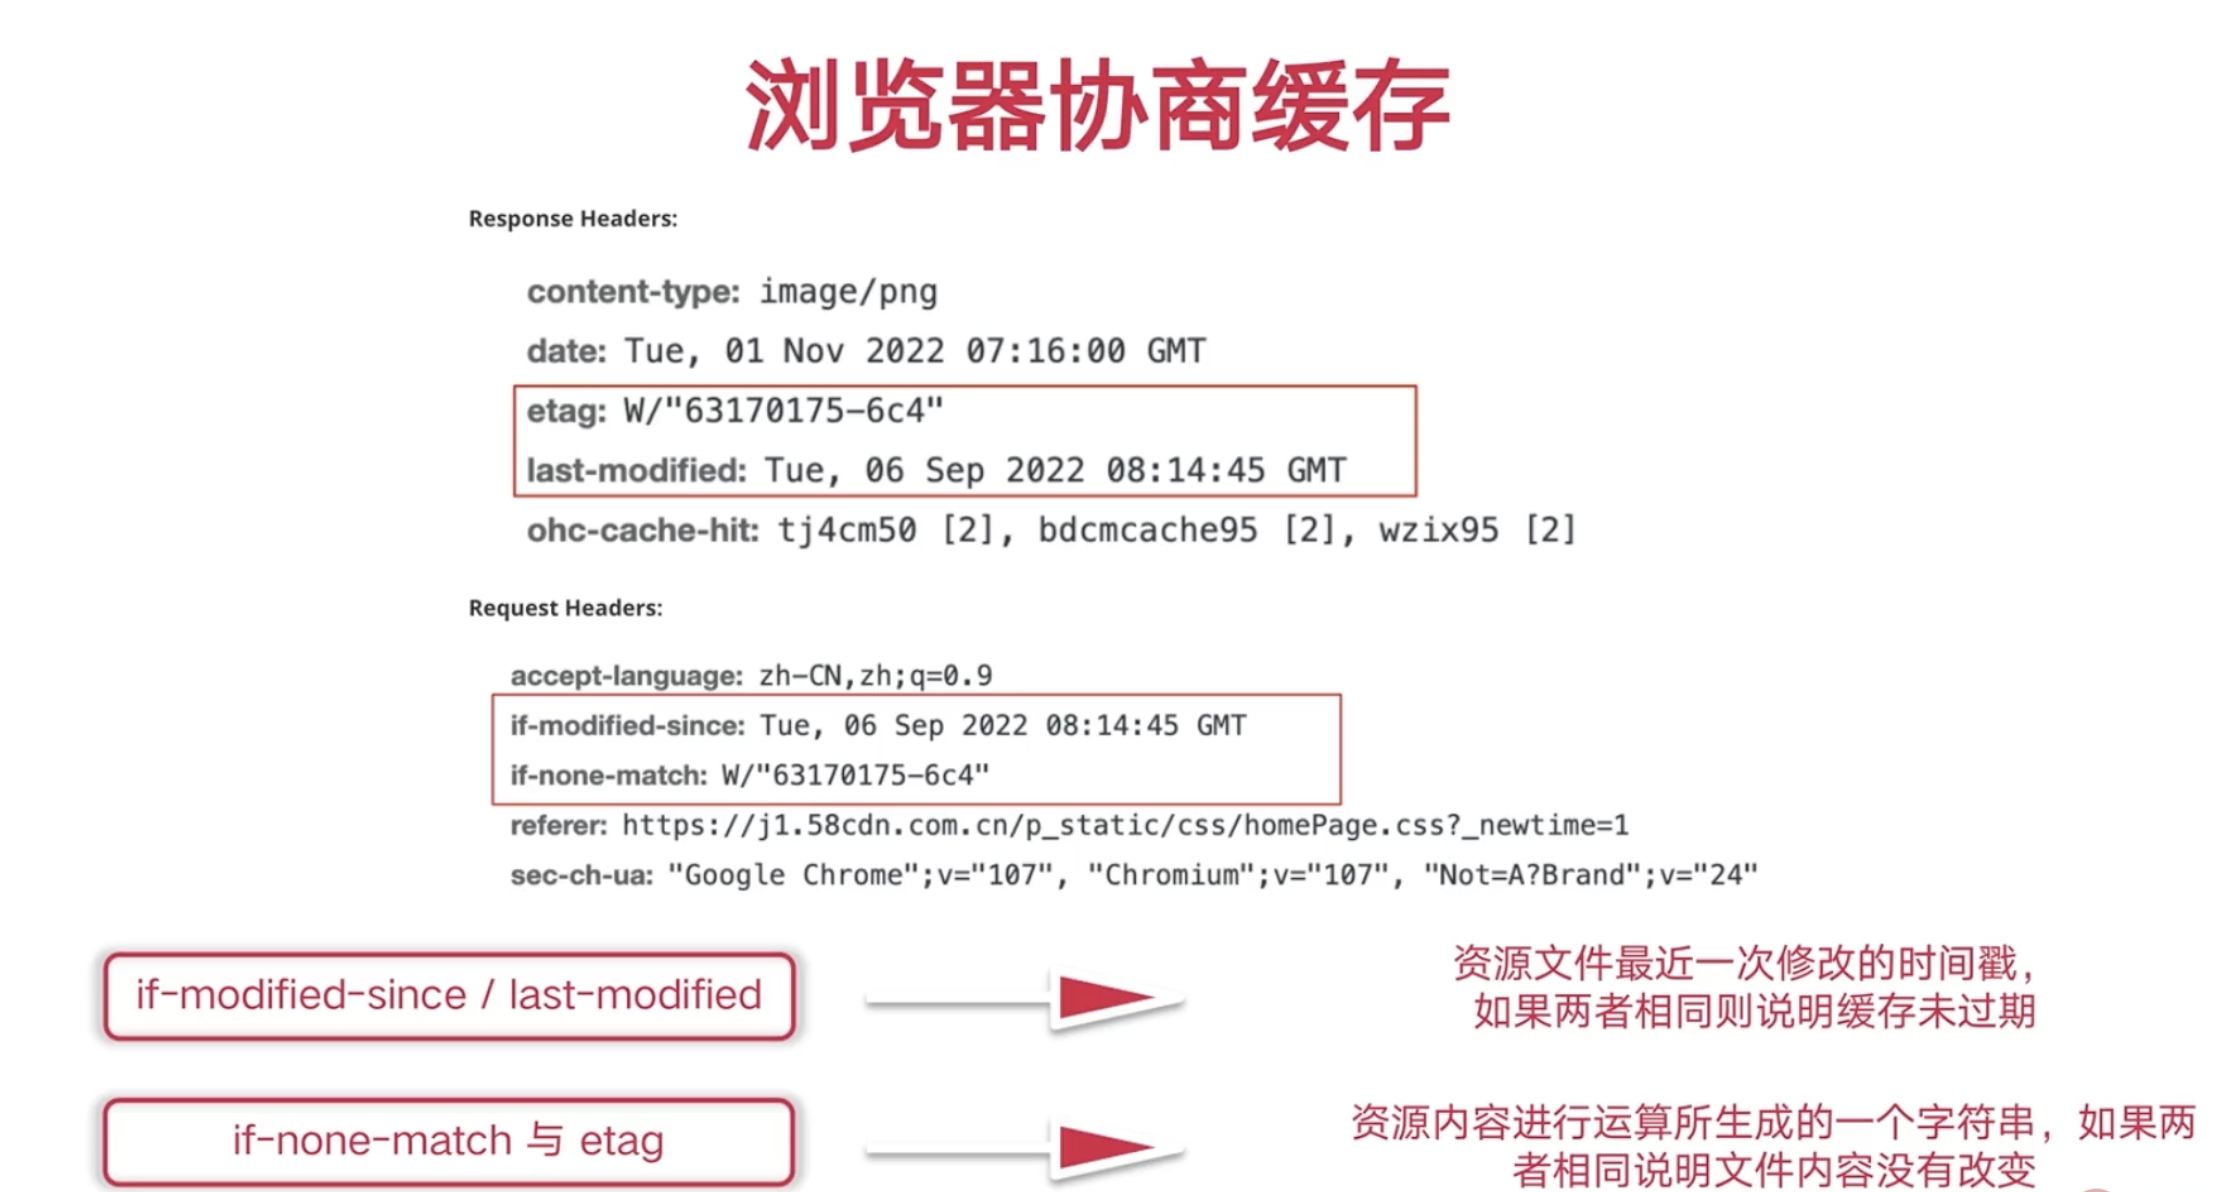 浏览器协商缓存
Response Headers:
content-type: image/png
date: Tue, 01 Nov 2022 07:16:00 GMT
etag: W/"63170175-6c4"
last-modified: Tue, 06 Sep 2022 08:14:45 GMT
ohc-cache-hit: tj4cm50 [2], bdcmcache95 [2], wzix95 [2]
Request Headers:
accept-language: zh-CN,zh;q=0.9
if-modified-since: Tue, 06 Sep 2022 08:14:45 GMT
if-none-match: W/"63170175-6c4"
referer: https://j1.58cdn.com.cn/p_static/css/homePage.css?_newtime=1
sec-ch-ua: "Google Chrome";v="107", "Chromium";v="107", "Not=A?Brand";v="24"
if-modified-since / last-modified
资源文件最近一次修改的时间戳，
如果两者相同则说明缓存未过期
if-none-match 与 etag
资源内容进行运算所生成的一个字符串，如果两
者相同说明文件内容没有改变